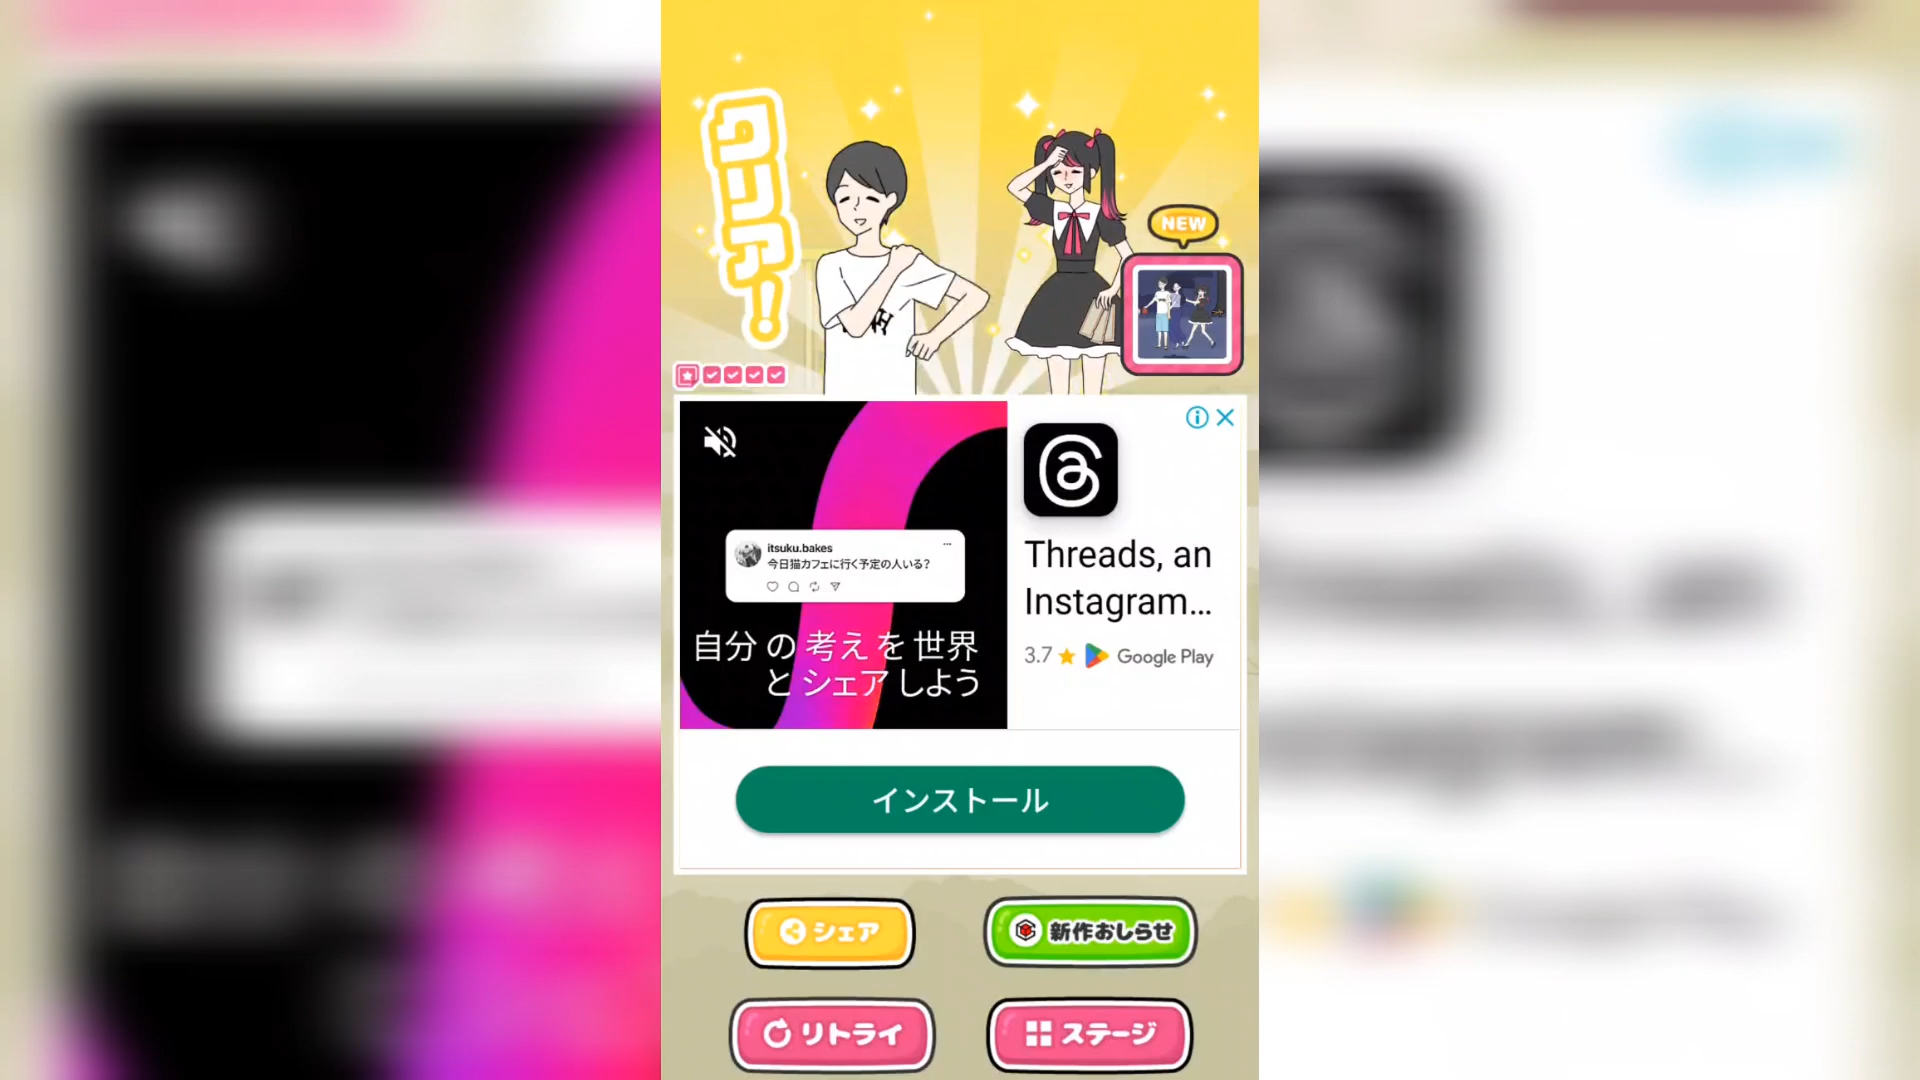 クリア!
NEW
itsuku.bakes
今日猫カフェに行く予定の人いる?
自分の考えを世界
とシェアしよう
Threads, an
Instagram...
3.7
Google Play
インストール
シェア
新作おしらせ
リトライ
ステージ